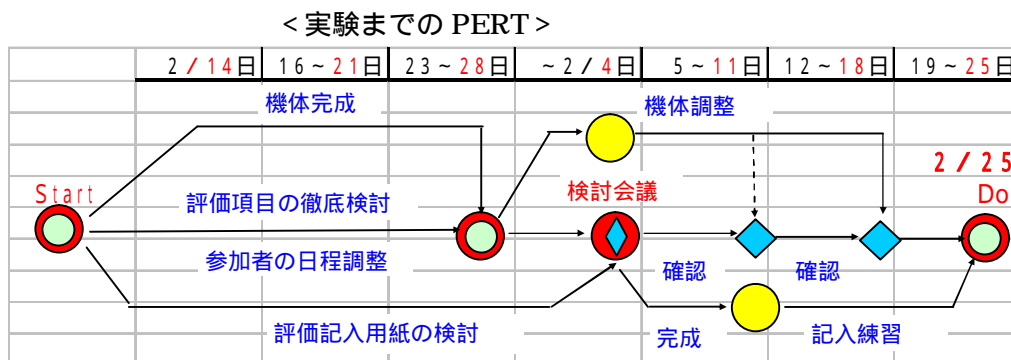 <実験までの PERT>
2/14日 16~21日 23~28日 ~2/4日 5~11日 12~18日 19~25日
機体完成 機体調整
2/25
Start 評価項目の徹底検討 検討会議 Do
参加者の日程調整 確認 確認
評価記入用紙の検討 完成 記入練習